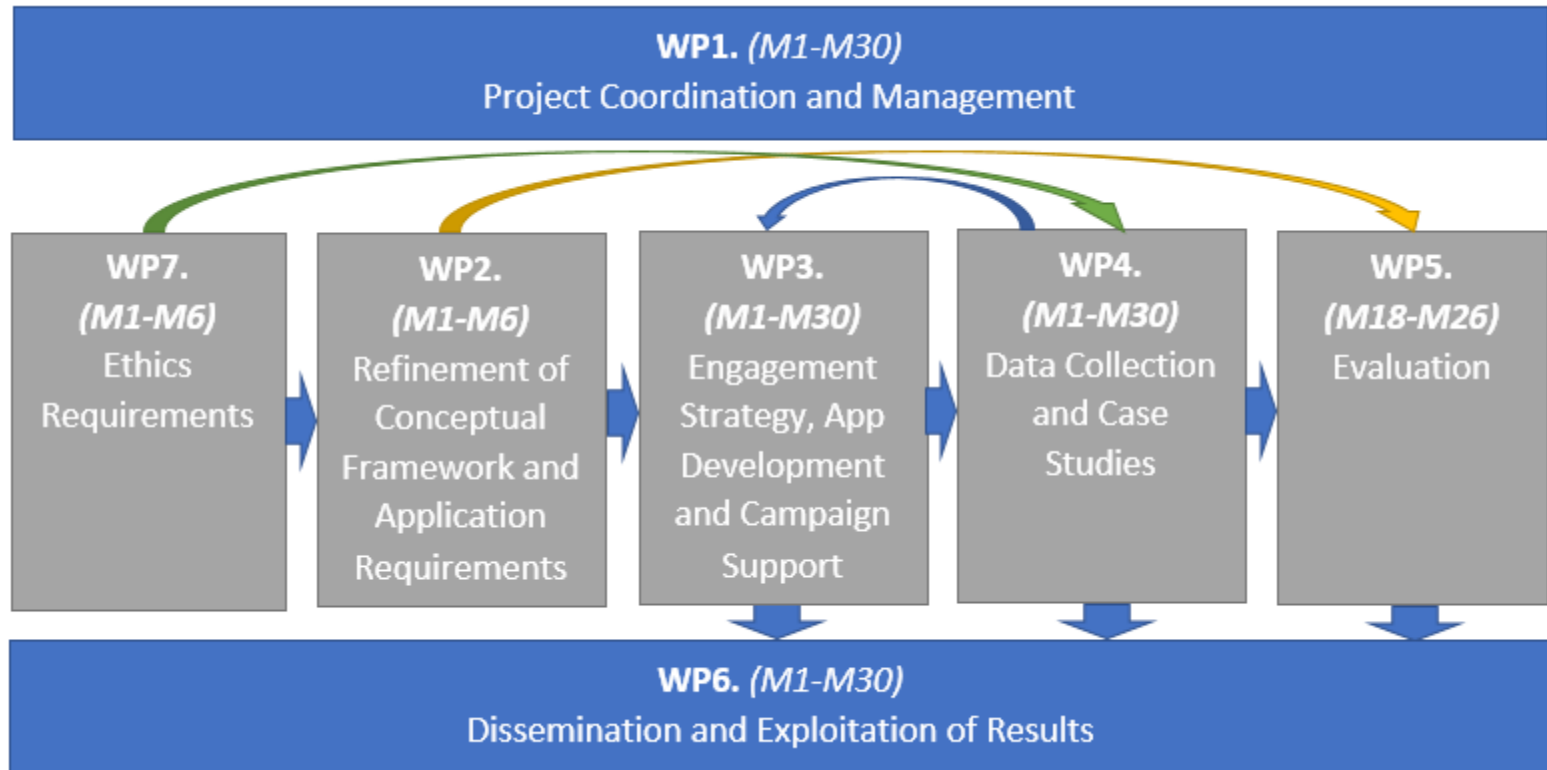 WP1. (M1-M30)
Project Coordination and Management
WP7.
(M1-M6)
Ethics
Requirements
WP2.
(M1-M6)
Refinement of
Conceptual
Framework and
Application
Requirements
WP3.
(M1-M30)
Engagement
Strategy, App
Development
and Campaign
Support
WP4.
(M1-M30)
Data Collection
and Case
Studies
WP5.
(M18-M26)
Evaluation
WP6. (M1-M30)
Dissemination and Exploitation of Results